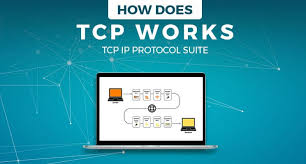 HOW DOES
TCP WORKS
TCP IP PROTOCOL SUITE